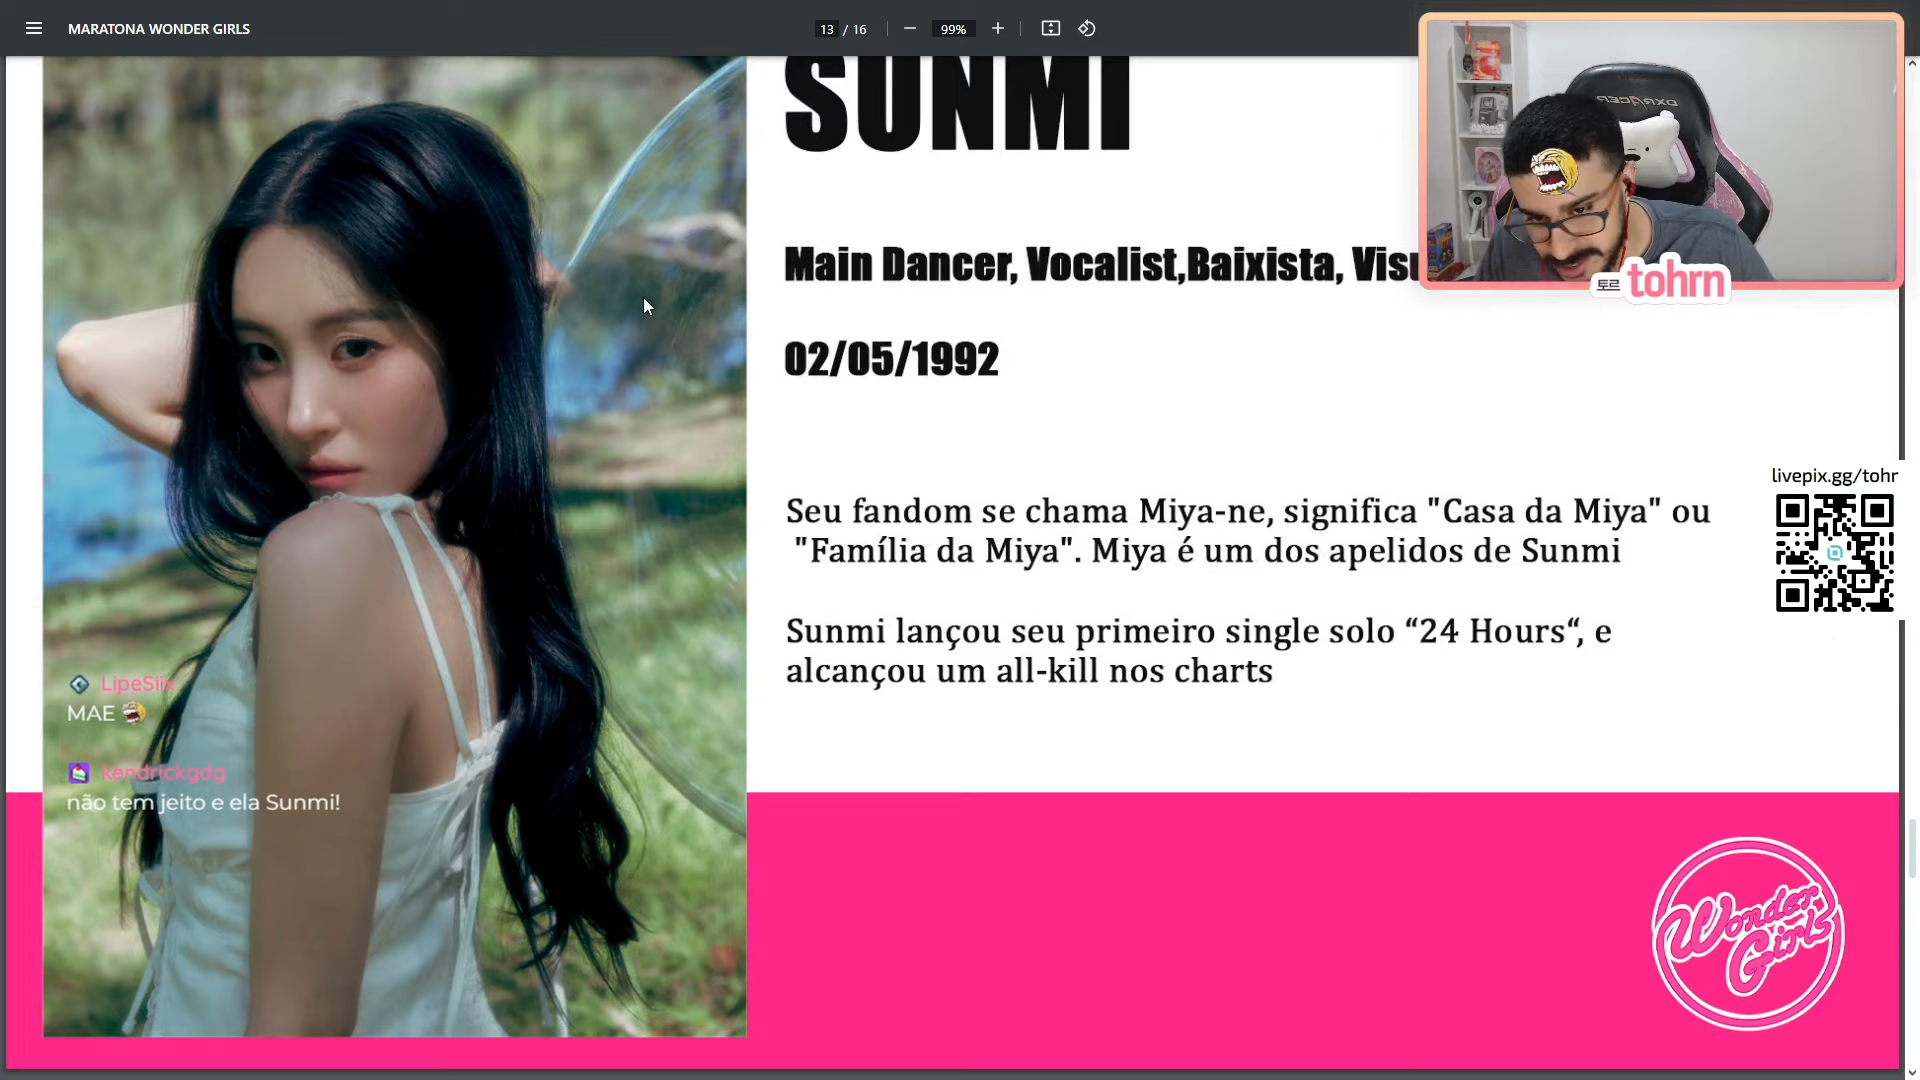 MARATONA WONDER GIRLS
13 / 16
99%
SUNMI
DXRACER
토르 tohrn
Main Dancer, Vocalist,Baixista,
02/05/1992
livepix.gg/tohr
Seu fandom se chama Miya-ne, significa "Casa da Miya" ou
"Família da Miya". Miya é um dos apelidos de Sunmi
Sunmi lançou seu primeiro single solo “24 Hours“, e
alcançou um all-kill nos charts
LipeSiix
MAE
kendrickgdg
não tem jeito e ela Sunmi!
Wonder
Girls